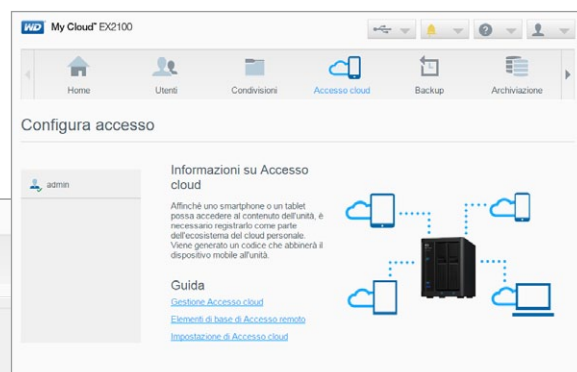 WD My Cloud™ EX2100
Home Utenti Condivisioni Accesso cloud Backup Archiviazione
Configura accesso
admin
Informazioni su Accesso
cloud
Affinché uno smartphone o un tablet
possa accedere al contenuto dell'unità, è
necessario registrarlo come parte
dell'ecosistema del cloud personale.
Viene generato un codice che abbinerà il
dispositivo mobile all'unità.
Guida
Gestione Accesso cloud
Elementi di base di Accesso remoto
Impostazione di Accesso cloud